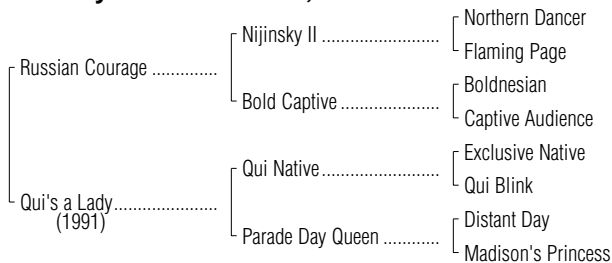 Northern Dancer
Nijinsky II ......................
Flaming Page
Russian Courage .............
Boldnesian
Bold Captive ...................
Captive Audience
Exclusive Native
Qui Native.......................
Qui Blink
Qui's a Lady....................
(1991)
Distant Day
Parade Day Queen ...........
Madison's Princess